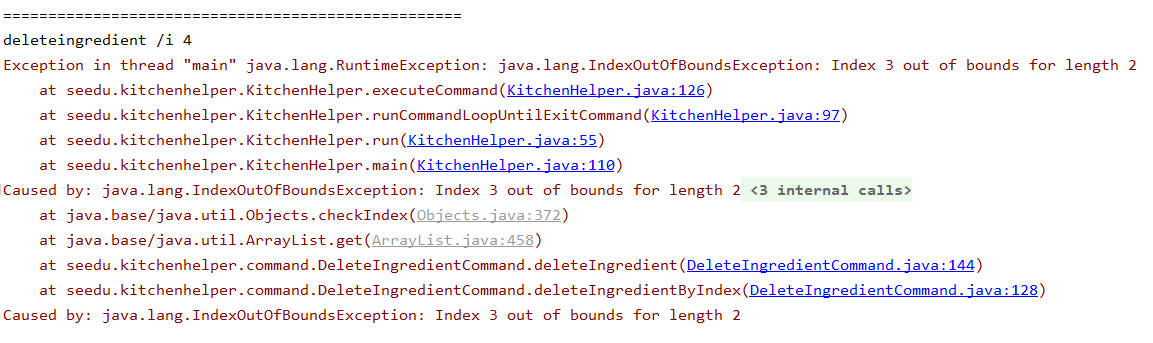 ===================================================
deleteingredient /i 4
Exception in thread "main" java.lang.RuntimeException: java.lang.IndexOutOfBoundsException: Index 3 out of bounds for length 2
at seedu.kitchenhelper.KitchenHelper.executeCommand(KitchenHelper.java:126)
at seedu.kitchenhelper.KitchenHelper.runCommandLoopUntilExitCommand(KitchenHelper.java:97)
at seedu.kitchenhelper.KitchenHelper.run(KitchenHelper.java:55)
at seedu.kitchenhelper.KitchenHelper.main(KitchenHelper.java:110)
Caused by: java.lang.IndexOutOfBoundsException: Index 3 out of bounds for length 2 <3 internal calls>
at java.base/java.util.Objects.checkIndex(Objects.java:372)
at java.base/java.util.ArrayList.get(ArrayList.java:458)
at seedu.kitchenhelper.command.DeleteIngredientCommand.deleteIngredient(DeleteIngredientCommand.java:144)
at seedu.kitchenhelper.command.DeleteIngredientCommand.deleteIngredientByIndex(DeleteIngredientCommand.java:128)
Caused by: java.lang.IndexOutOfBoundsException: Index 3 out of bounds for length 2